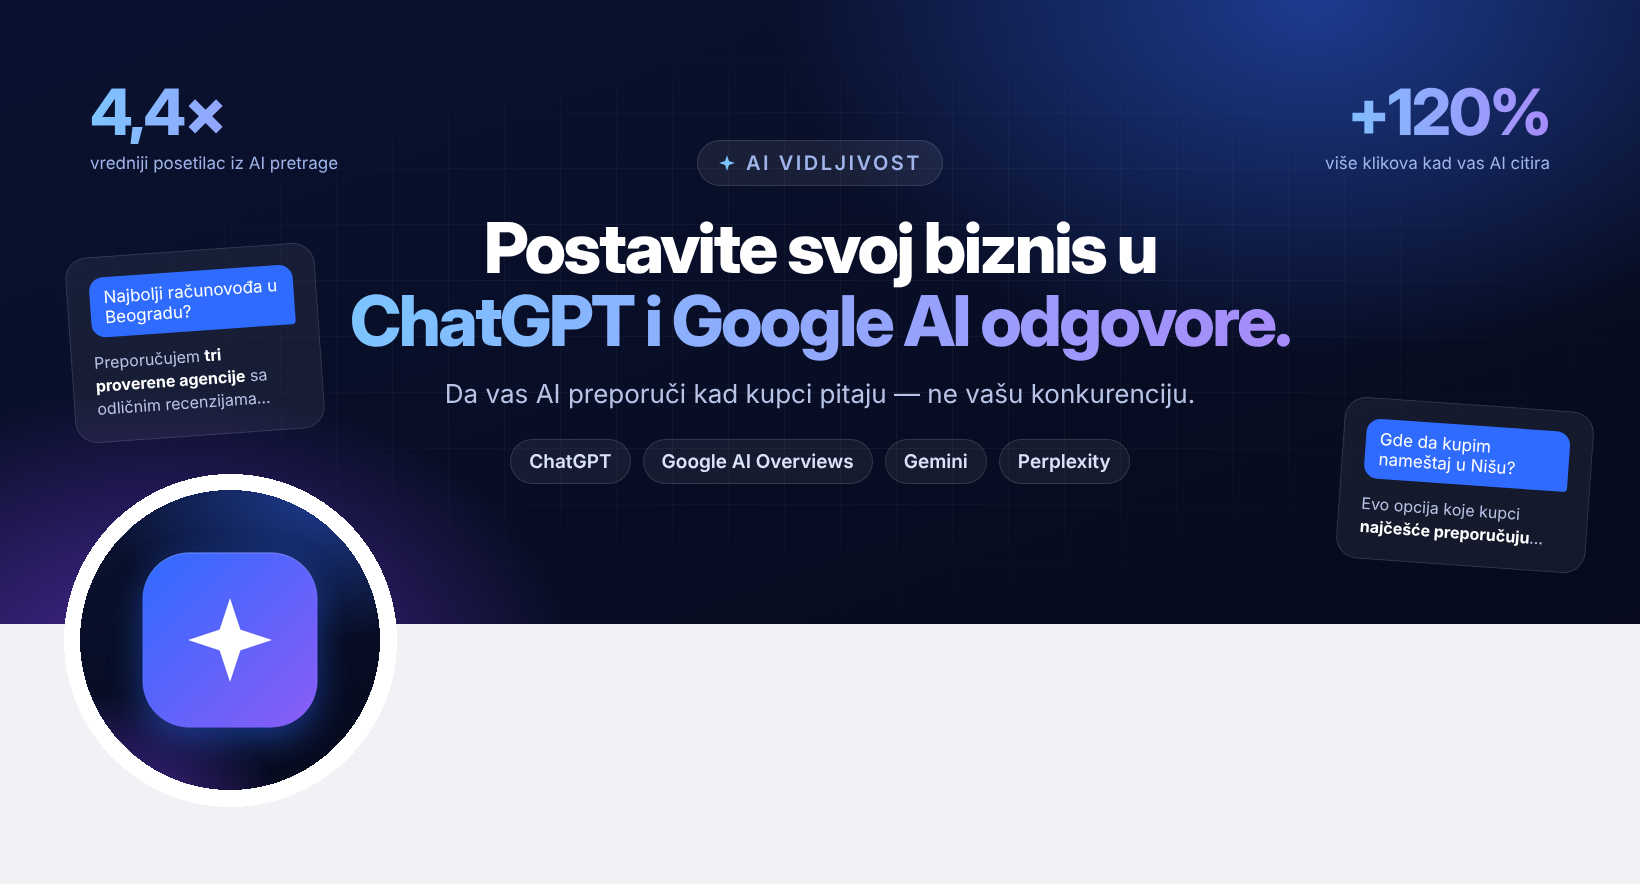 4,4×
vredniji posetilac iz AI pretrage
+120%
više klikova kad vas AI citira
AI VIDLJIVOST
Postavite svoj biznis u
ChatGPT i Google AI odgovore.
Da vas AI preporuči kad kupci pitaju — ne vašu konkurenciju.
ChatGPT
Google AI Overviews
Gemini
Perplexity
Najbolji računovođa u
Beogradu?
Preporučujem tri
proverene agencije sa
odličnim recenzijama...
Gde da kupim
nameštaj u Nišu?
Evo opcija koje kupci
najčešće preporučuju...